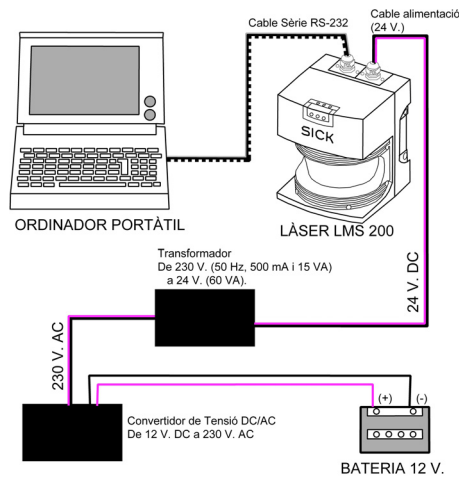 Cable Sèrie RS-232
Cable alimentació
(24 V.)
SICK
ORDINADOR PORTÀTIL
LÀSER LMS 200
Transformador
De 230 V. (50 Hz, 500 mA i 15 VA)
a 24 V. (60 VA).
24 V. DC
230 V. AC
(+)
(-)
Convertidor de Tensió DC/AC
De 12 V. DC a 230 V. AC
BATERIA 12 V.